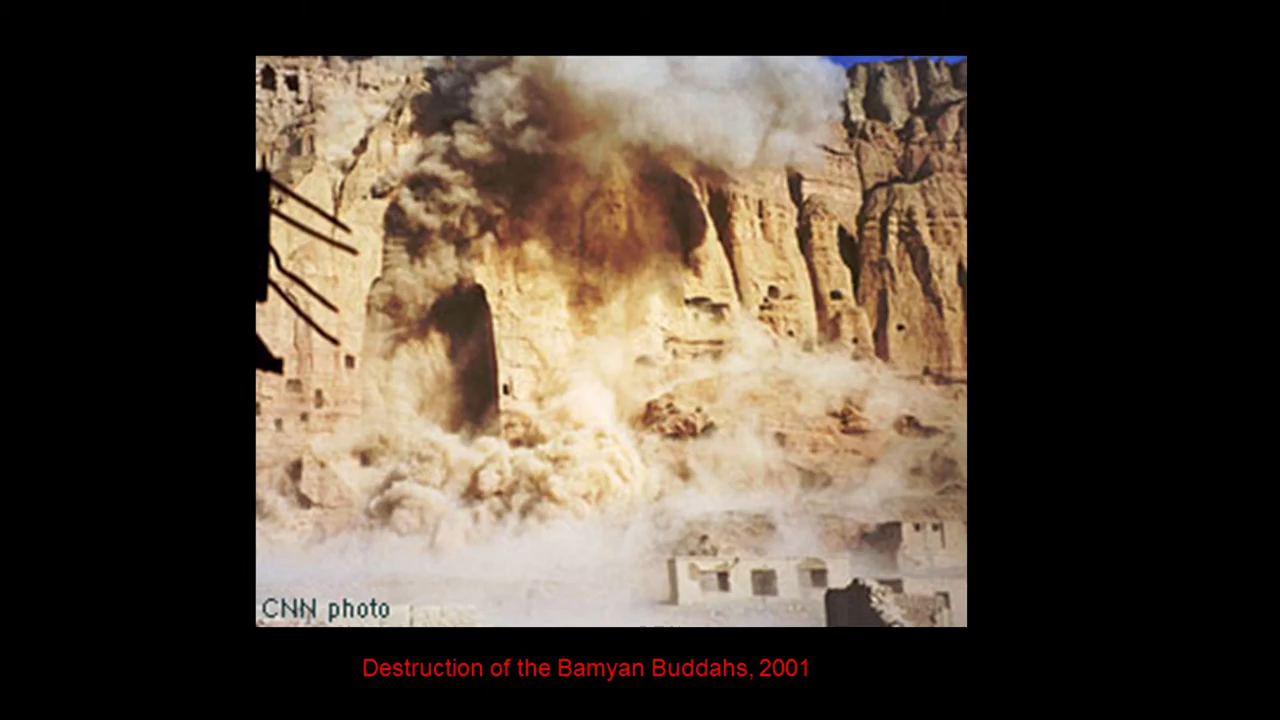 CNN photo
Destruction of the Bamyan Buddahs, 2001